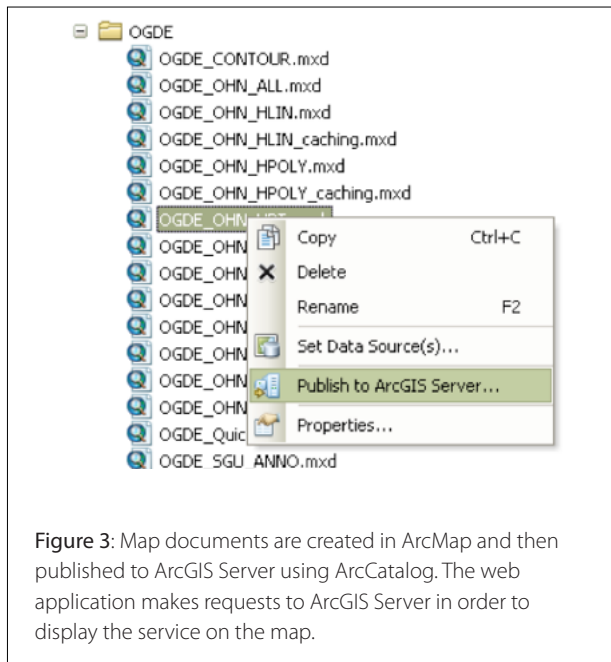 OGDE
OGDE_CONTOUR.mxd
OGDE_OHN_ALL.mxd
OGDE_OHN_HLIN.mxd
OGDE_OHN_HLIN_caching.mxd
OGDE_OHN_HPOLY.mxd
OGDE_OHN_HPOLY_caching.mxd
OGDE_OHN
OGDE_OHN
OGDE_OHN
OGDE_OHN
OGDE_OHN
OGDE_OHN
OGDE_OHN
OGDE_OHN
OGDE_Quic
OGDE_SGU_ANNO.mxd
Copy Ctrl+C
Delete
Rename F2
Set Data Source(s)...
Publish to ArcGIS Server...
Properties...
Figure 3: Map documents are created in ArcMap and then
published to ArcGIS Server using ArcCatalog. The web
application makes requests to ArcGIS Server in order to
display the service on the map.